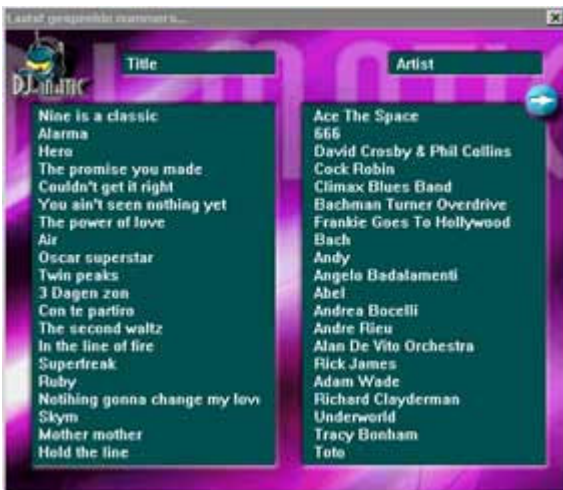 Laatst gespeelde nummers...
DJ-MATIC
Title
Artist
Nine is a classic
Ace The Space
Alarma
666
Hero
David Crosby & Phil Collins
The promise you made
Cock Robin
Couldn't get it right
Climax Blues Band
You ain't seen nothing yet
Bachman Turner Overdrive
The power of love
Frankie Goes To Hollywood
Air
Bach
Oscar superstar
Andy
Twin peaks
Angelo Badalamenti
3 Dagen zon
Abel
Con te partiro
Andrea Bocelli
The second waltz
Andre Rieu
In the line of fire
Alan De Vito Orchestra
Superfreak
Rick James
Ruby
Adam Wade
Notihing gonna change my lov
Richard Clayderman
Skym
Underworld
Mother mother
Tracy Bonham
Hold the line
Toto